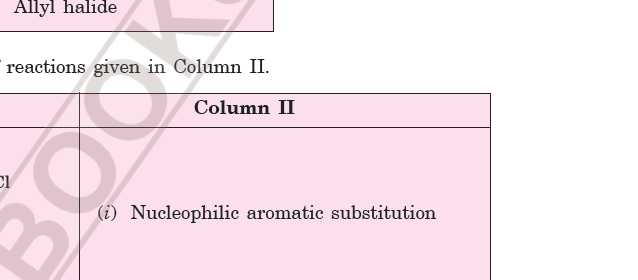 Allyl halide
reactions given in Column II.
Column II
Cl
(i) Nucleophilic aromatic substitution
BOOK